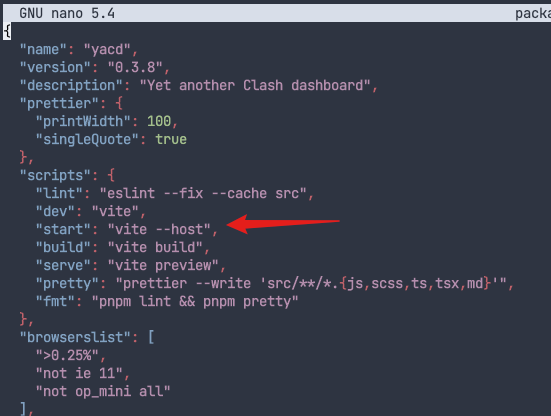 GNU nano 5.4 packa
{
"name": "yacd",
"version": "0.3.8",
"description": "Yet another Clash dashboard",
"prettier": {
"printWidth": 100,
"singleQuote": true
},
"scripts": {
"lint": "eslint --fix --cache src",
"dev": "vite",
"start": "vite --host",
"build": "vite build",
"serve": "vite preview",
"pretty": "prettier --write 'src/**/*.{js,scss,ts,tsx,md}'",
"fmt": "pnpm lint && pnpm pretty"
},
"browserslist": [
">0.25%",
"not ie 11",
"not op_mini all"
],